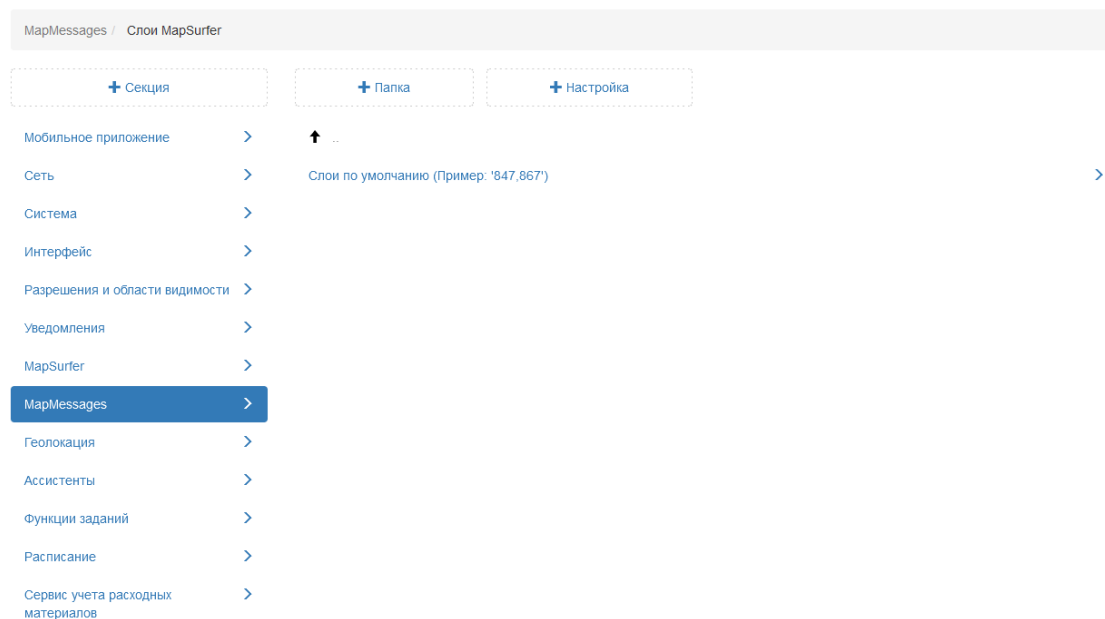 MapMessages / Слои MapSurfer
Секция
Папка
Настройка
Мобильное приложение
Сеть
Система
Интерфейс
Разрешения и области видимости
Уведомления
MapSurfer
MapMessages
Геолокация
Ассистенты
Функции заданий
Расписание
Сервис учета расходных
материалов
..
Слои по умолчанию (Пример: '847,867')